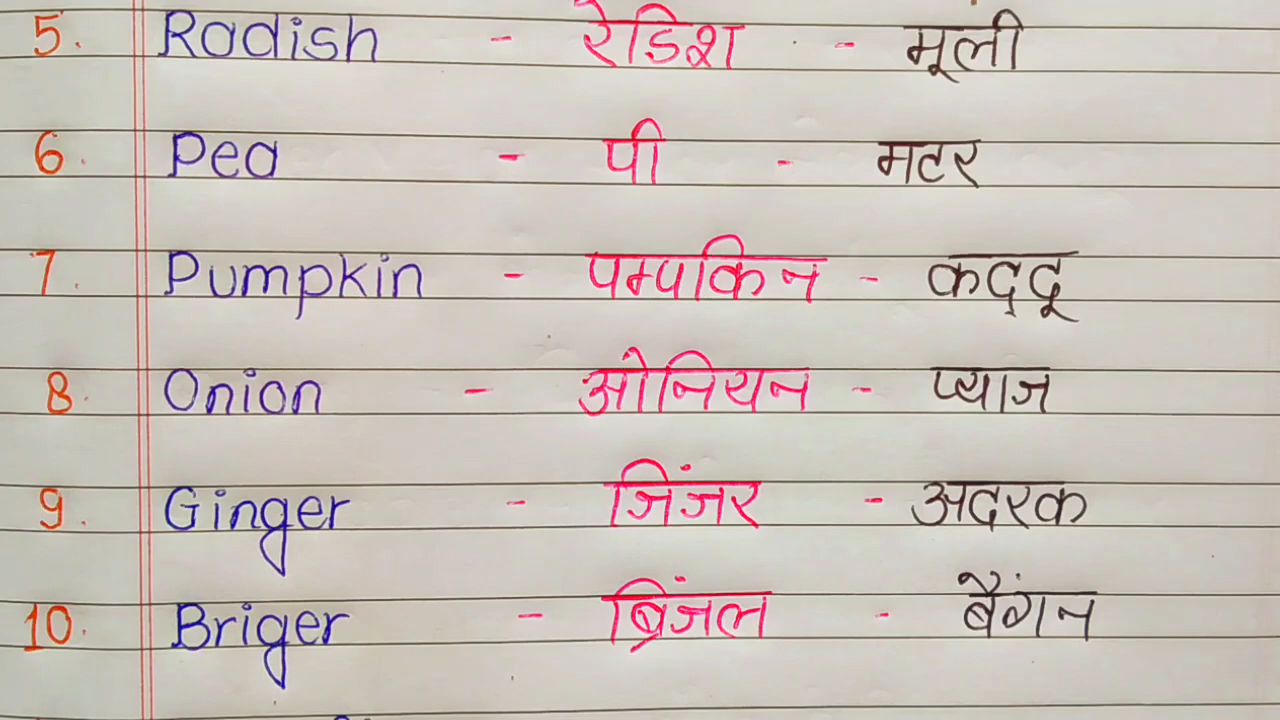 5. Radish - रेडिश - मूली
6. Pea - पी - मटर
7. Pumpkin - पम्पकिन - कद्दू
8. Onion - ओनियन - प्याज
9. Ginger - जिंजर - अदरक
10. Briger - ब्रिंजल - बैंगन